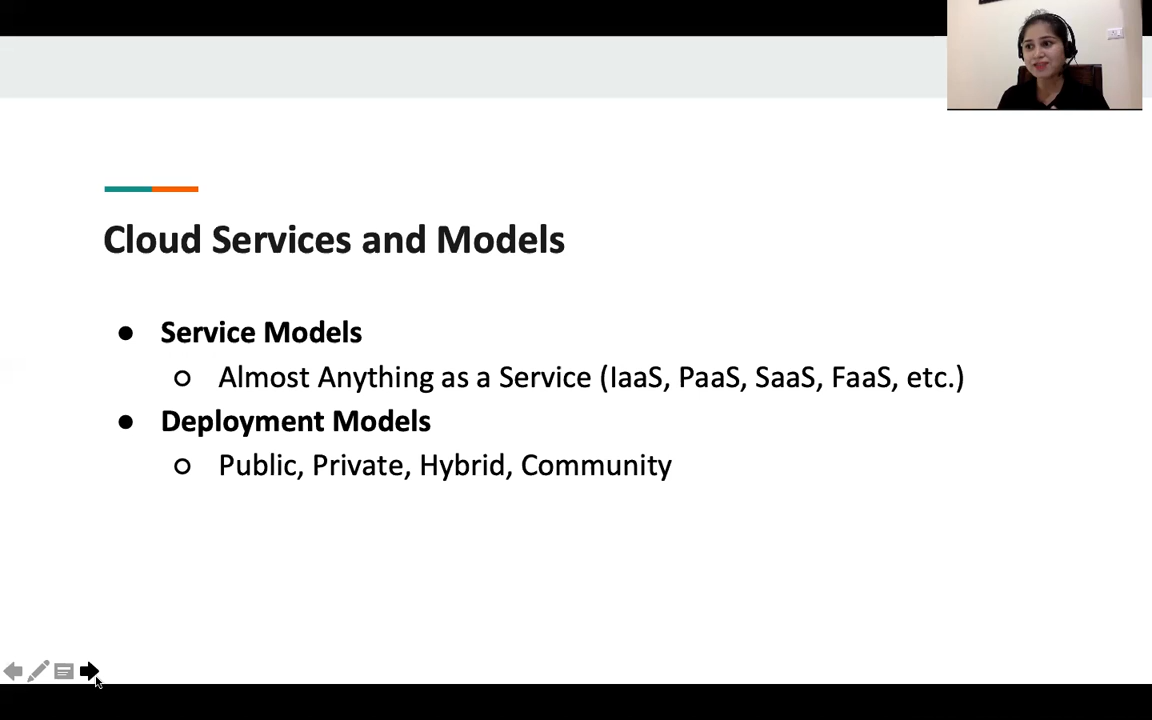 Cloud Services and Models
● Service Models
○ Almost Anything as a Service (IaaS, PaaS, SaaS, FaaS, etc.)
● Deployment Models
○ Public, Private, Hybrid, Community